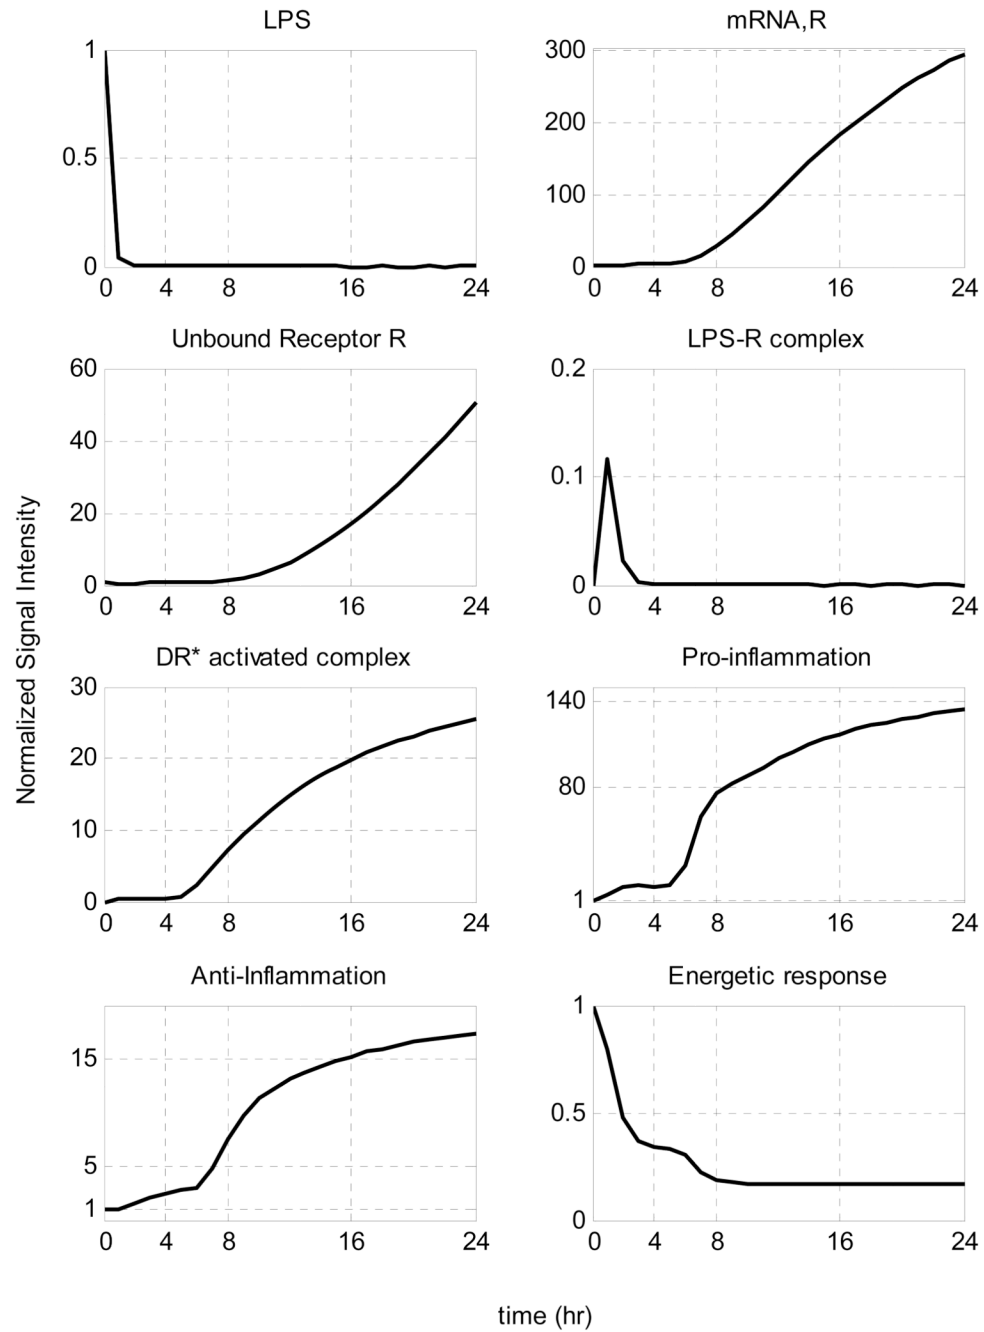 LPS
mRNA,R
1
0.5
0
0 4 8 16 24
300
200
100
0
0 4 8 16 24
Unbound Receptor R
LPS-R complex
60
40
20
0
0 4 8 16 24
0.2
0.1
0
0 4 8 16 24
Normalized Signal Intensity
DR* activated complex
Pro-inflammation
30
20
10
0
0 4 8 16 24
140
80
1
0 4 8 16 24
Anti-Inflammation
Energetic response
15
5
1
0 4 8 16 24
1
0.5
0
0 4 8 16 24
time (hr)